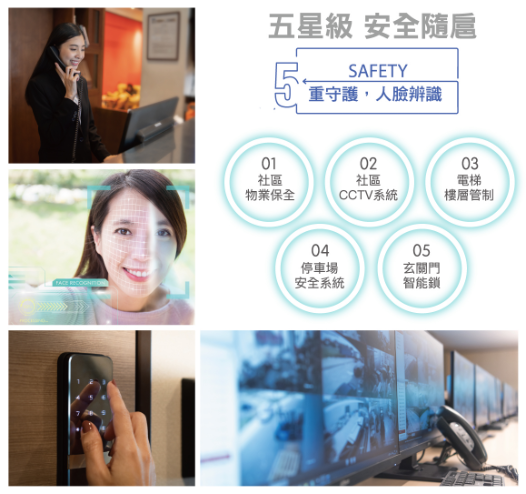 五星級 安全隨扈
5
SAFETY
重守護，人臉辨識
01
社區
物業保全
02
社區
CCTV系統
03
電梯
樓層管制
04
停車場
安全系統
05
玄關門
智能鎖
FACE RECOGNITION